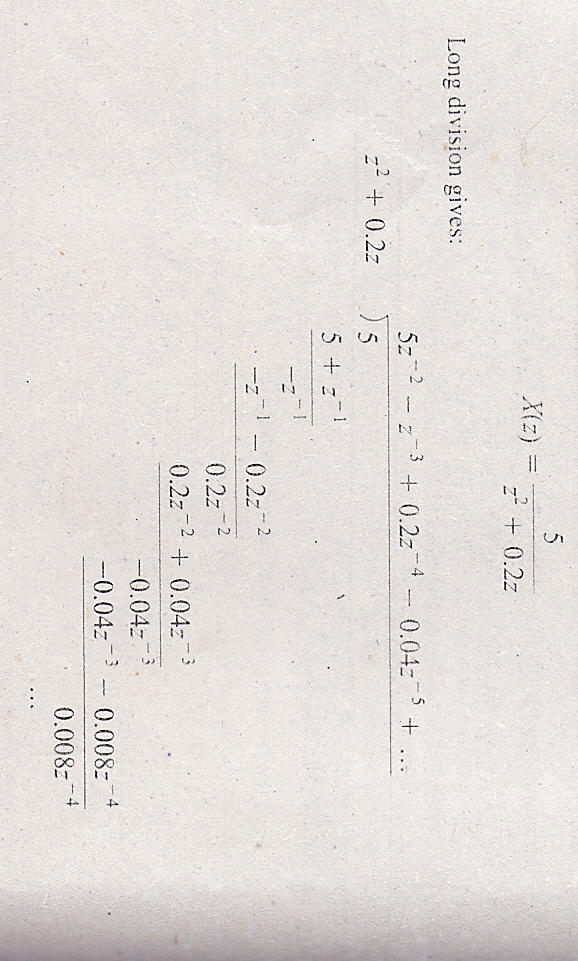 X(z) = 5 / (z² + 0.2z)
Long division gives:
5z⁻² − z⁻³ + 0.2z⁻⁴ − 0.04z⁻⁵ + ...
z² + 0.2z ) 5
5 + z⁻¹
−z⁻¹
−z⁻¹ − 0.2z⁻²
0.2z⁻²
0.2z⁻² + 0.04z⁻³
−0.04z⁻³
−0.04z⁻³ − 0.008z⁻⁴
0.008z⁻⁴
...